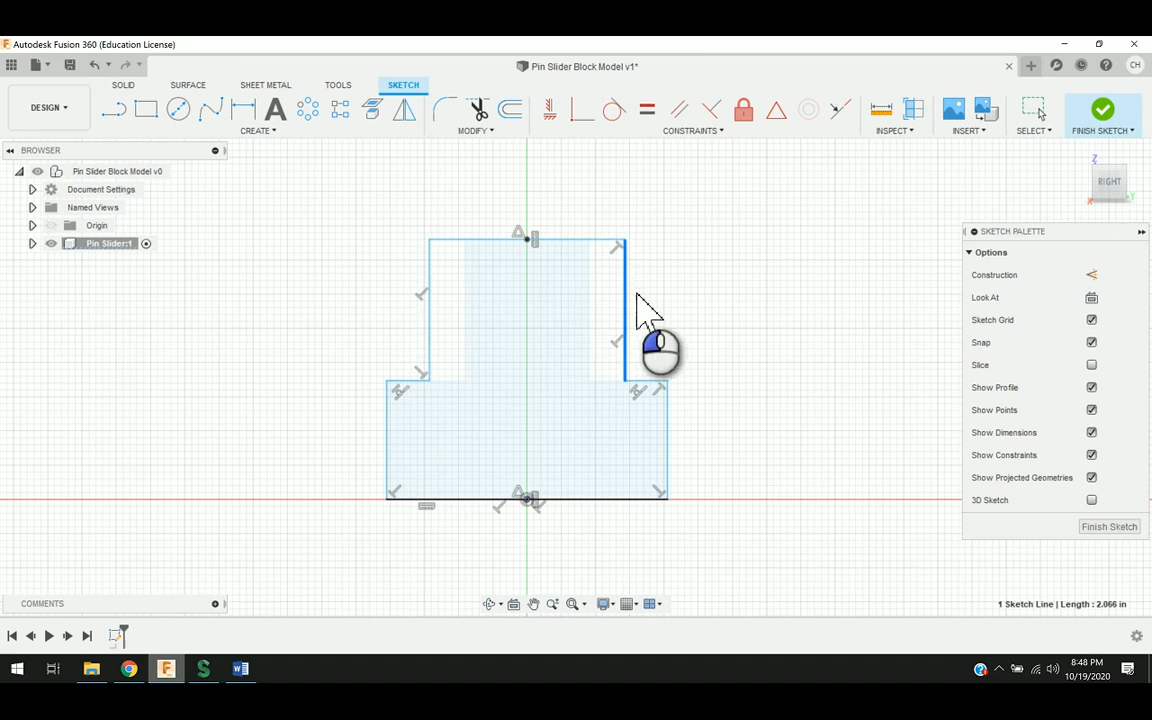 Autodesk Fusion 360 (Education License)
Pin Slider Block Model v1*
CH
SOLID SURFACE SHEET METAL TOOLS SKETCH
DESIGN
CREATE MODIFY CONSTRAINTS INSPECT INSERT SELECT FINISH SKETCH
BROWSER
Pin Slider Block Model v0
Document Settings
Named Views
Origin
Pin Slider:1
Z
RIGHT
X
Y
SKETCH PALETTE
Options
Construction
Look At
Sketch Grid
Snap
Slice
Show Profile
Show Points
Show Dimensions
Show Constraints
Show Projected Geometries
3D Sketch
Finish Sketch
COMMENTS
1 Sketch Line | Length : 2.066 in
8:48 PM
10/19/2020